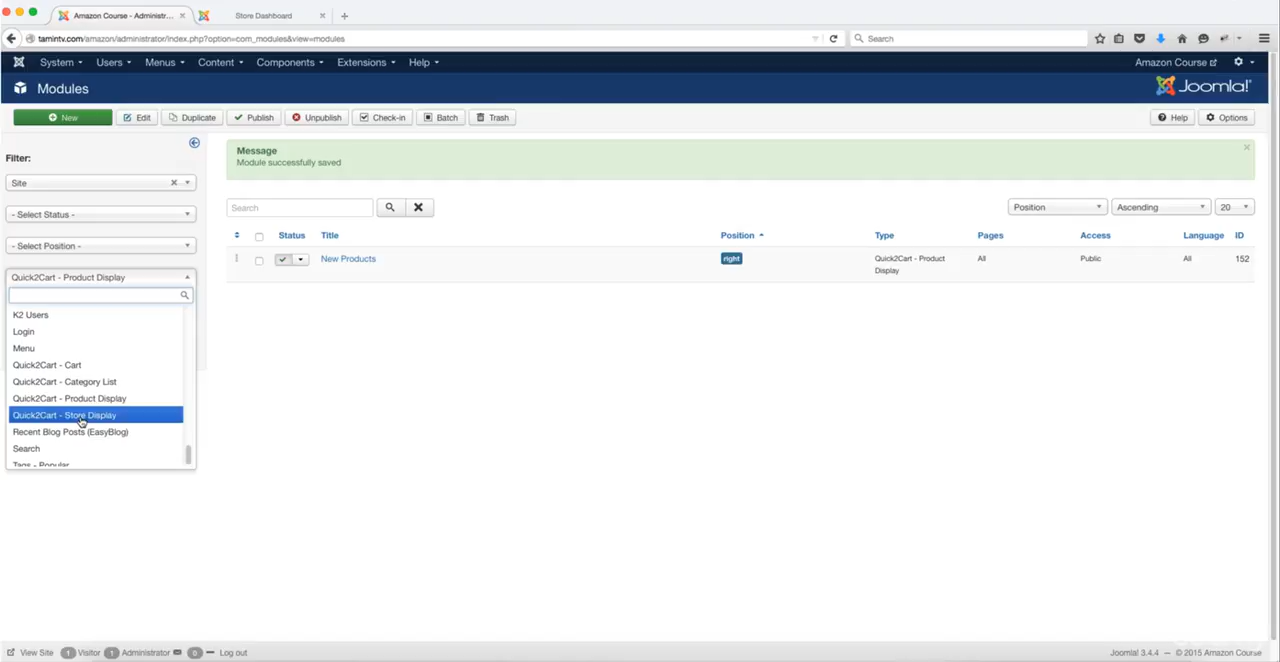 Amazon Course - Administr...
Store Dashboard
tamintv.com/amazon/administrator/index.php?option=com_modules&view=modules
Search
System Users Menus Content Components Extensions Help
Amazon Course
Modules
Joomla!
New Edit Duplicate Publish Unpublish Check-in Batch Trash Help Options
Filter:
Site
- Select Status -
- Select Position -
Quick2Cart - Product Display
K2 Users
Login
Menu
Quick2Cart - Cart
Quick2Cart - Category List
Quick2Cart - Product Display
Quick2Cart - Store Display
Recent Blog Posts (EasyBlog)
Search
Tags - Popular
Message
Module successfully saved
Search
Position Ascending 20
Status Title Position Type Pages Access Language ID
New Products right Quick2Cart - Product All Public All 152
Display
View Site 1 Visitor 1 Administrator 0 Log out
Joomla! 3.4.4 — © 2015 Amazon Course